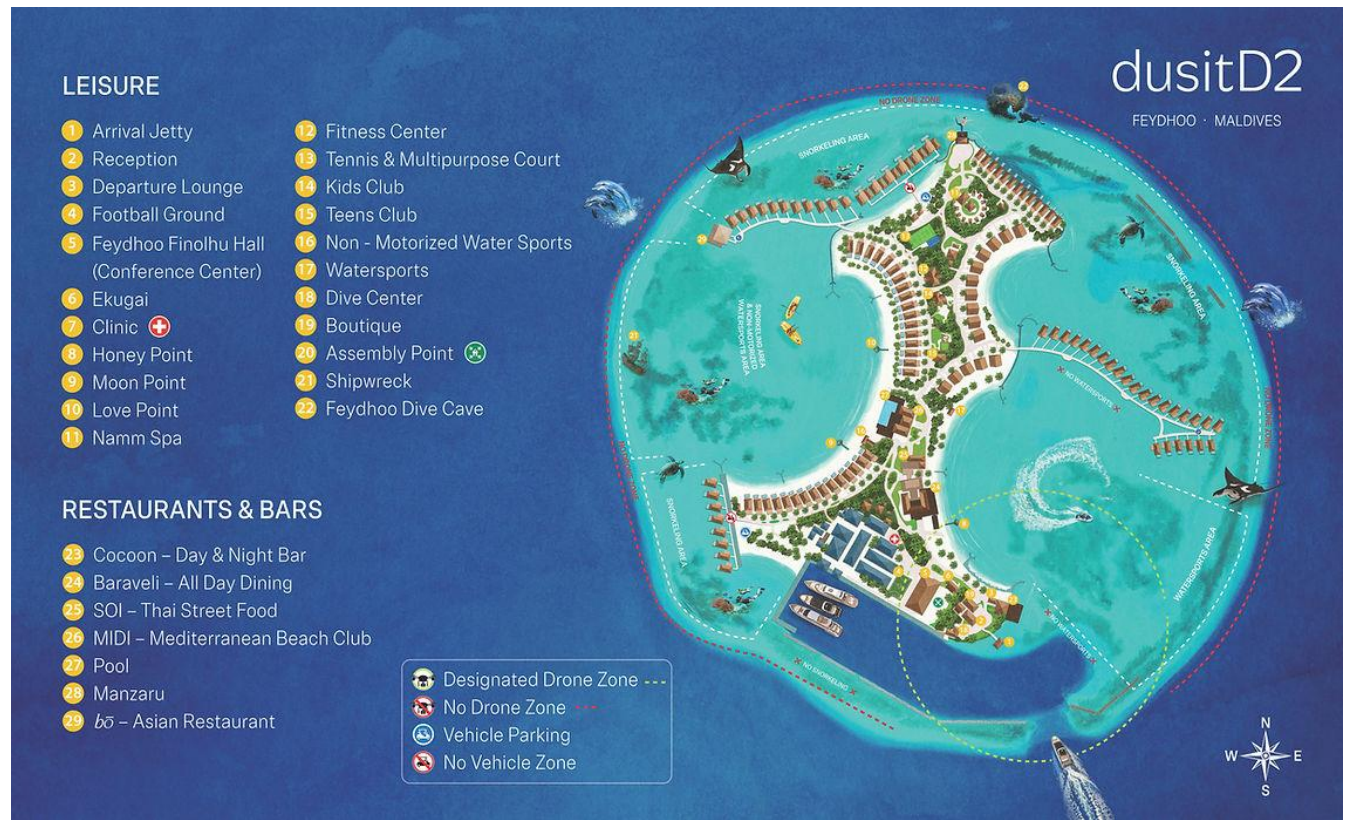 dusitD2
FEYDHOO · MALDIVES
LEISURE
1 Arrival Jetty
2 Reception
3 Departure Lounge
4 Football Ground
5 Feydhoo Finolhu Hall
(Conference Center)
6 Ekugai
7 Clinic
8 Honey Point
9 Moon Point
10 Love Point
11 Namm Spa
12 Fitness Center
13 Tennis & Multipurpose Court
14 Kids Club
15 Teens Club
16 Non - Motorized Water Sports
17 Watersports
18 Dive Center
19 Boutique
20 Assembly Point
21 Shipwreck
22 Feydhoo Dive Cave
RESTAURANTS & BARS
23 Cocoon – Day & Night Bar
24 Baraveli – All Day Dining
25 SOI – Thai Street Food
26 MIDI – Mediterranean Beach Club
27 Pool
28 Manzaru
29 bō – Asian Restaurant
Designated Drone Zone
No Drone Zone
Vehicle Parking
No Vehicle Zone
NO DRONE ZONE
SNORKELING AREA
SNORKELING AREA
SNORKELING AREA
& NON-MOTORIZED
WATERSPORTS AREA
NO WATERSPORTS
NO DRONE ZONE
NO DRONE ZONE
SNORKELING AREA
WATERSPORTS AREA
NO WATERSPORTS
NO SNORKELING
N
W E
S